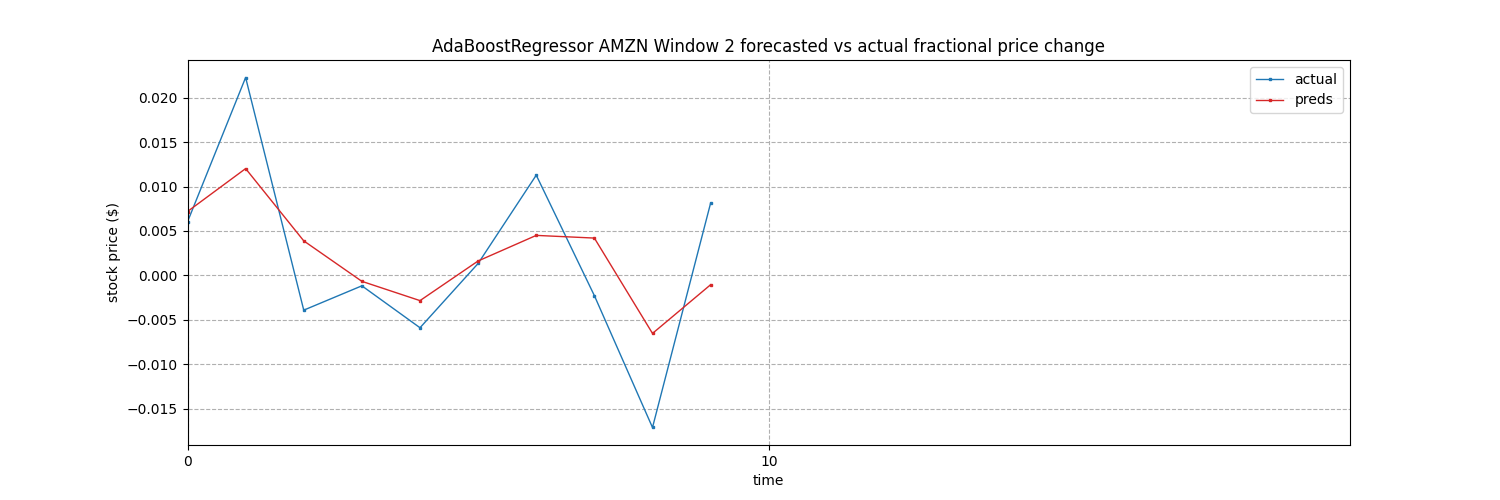 AdaBoostRegressor AMZN Window 2 forecasted vs actual fractional price change
actual
preds
0.020
0.015
0.010
0.005
0.000
−0.005
−0.010
−0.015
stock price ($)
0
10
time